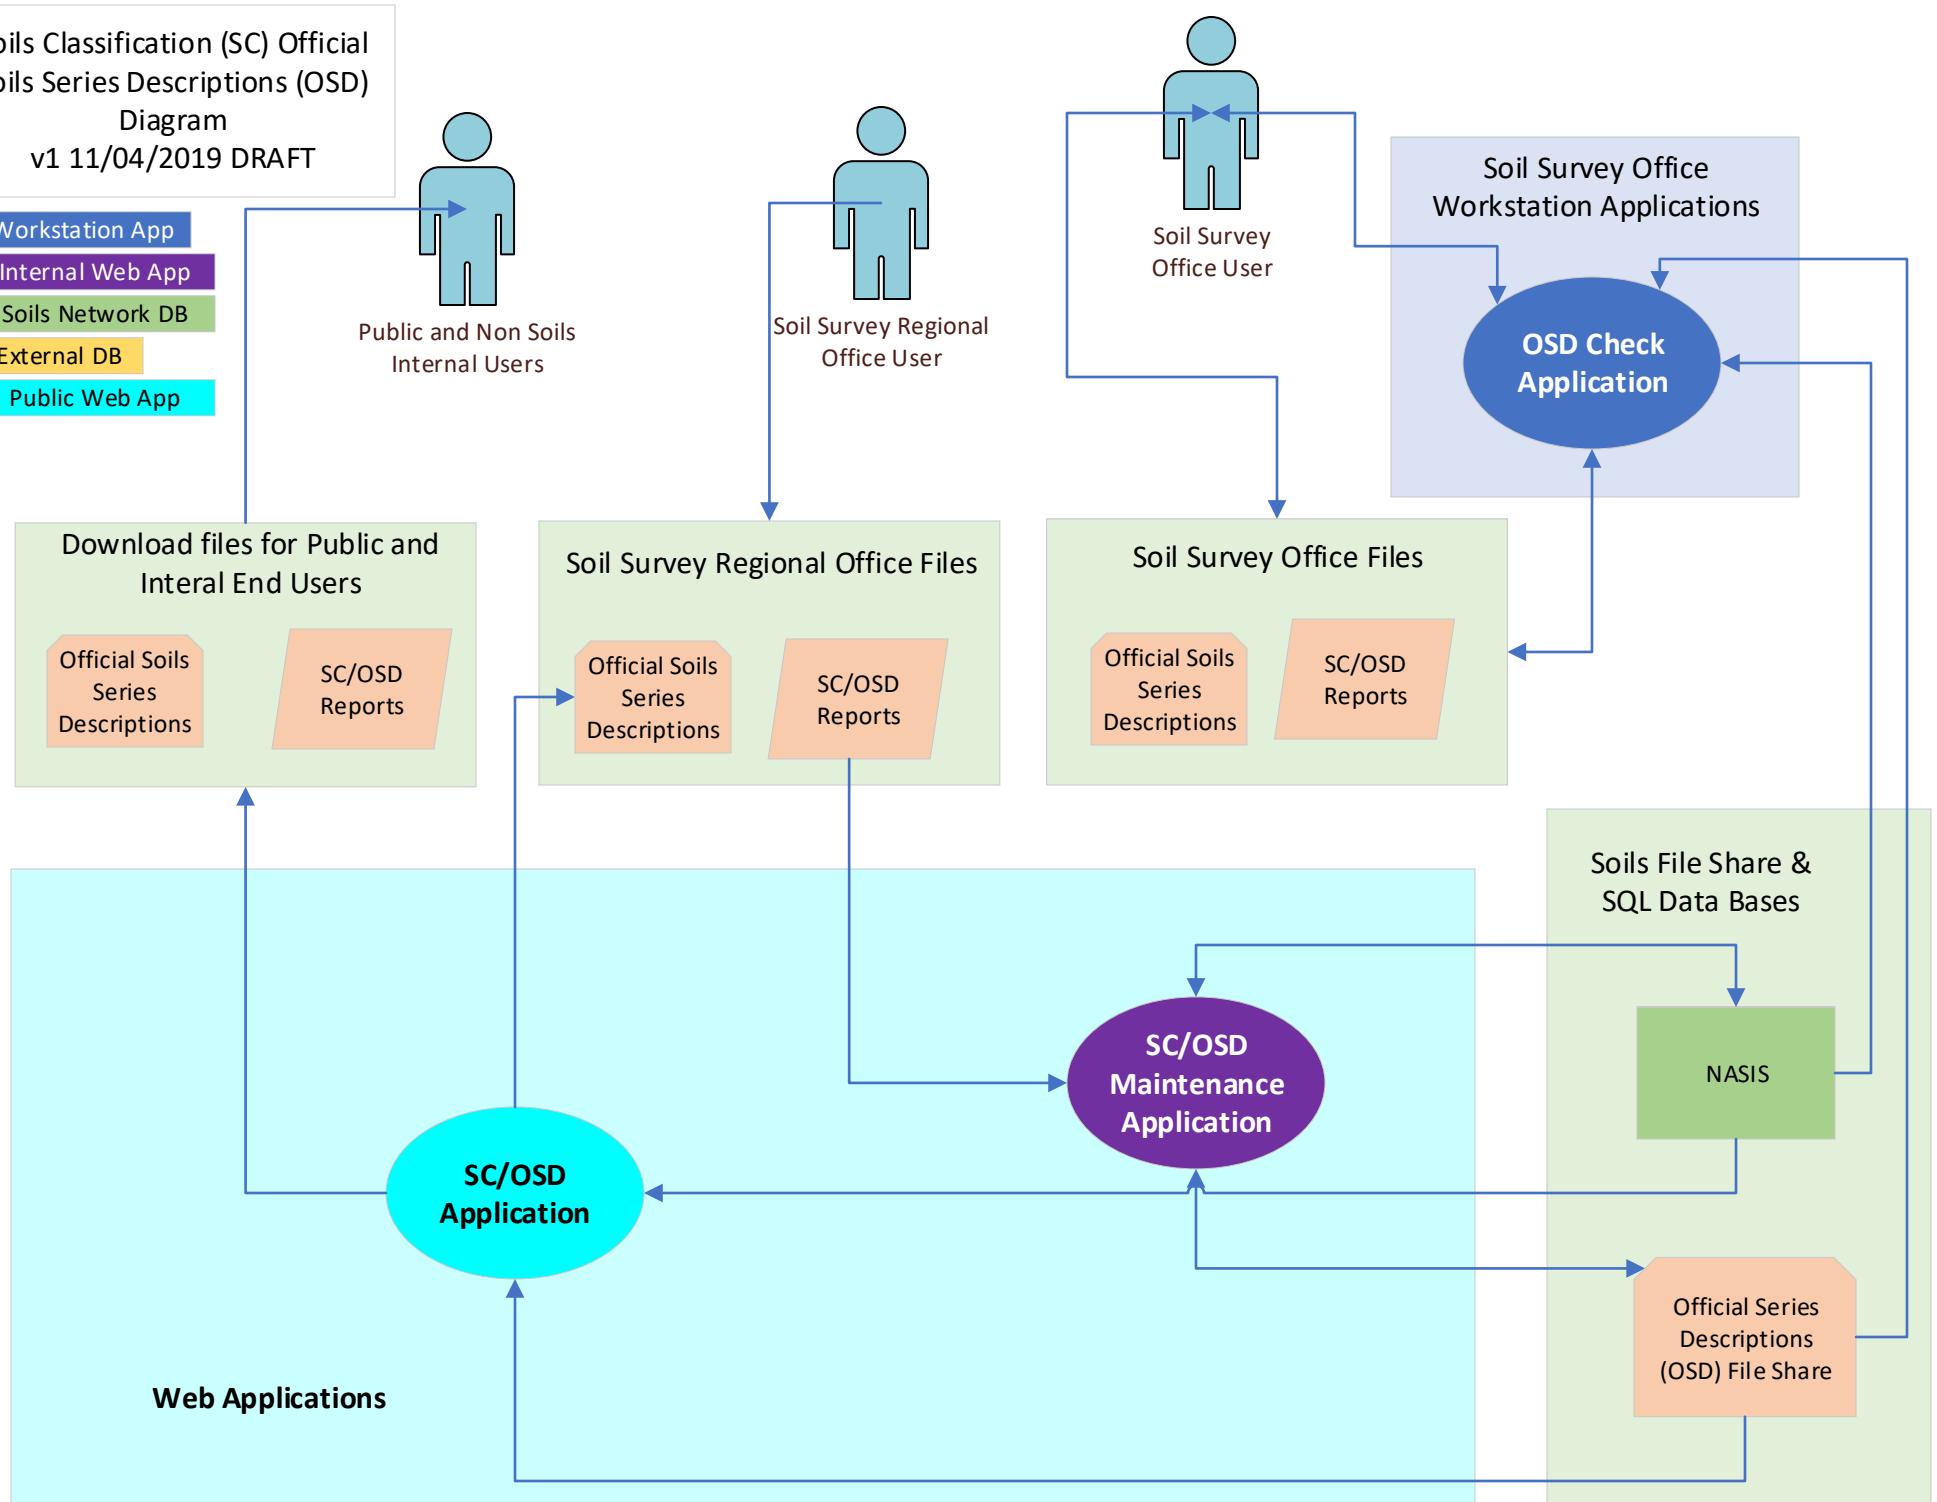 oils Classification (SC) Official
oils Series Descriptions (OSD)
Diagram
v1 11/04/2019 DRAFT
Workstation App
Internal Web App
Soils Network DB
External DB
Public Web App
Public and Non Soils
Internal Users
Soil Survey Regional
Office User
Soil Survey
Office User
Soil Survey Office
Workstation Applications
OSD Check
Application
Download files for Public and
Interal End Users
Official Soils
Series
Descriptions
SC/OSD
Reports
Soil Survey Regional Office Files
Official Soils
Series
Descriptions
SC/OSD
Reports
Soil Survey Office Files
Official Soils
Series
Descriptions
SC/OSD
Reports
Soils File Share &
SQL Data Bases
NASIS
Official Series
Descriptions
(OSD) File Share
SC/OSD
Maintenance
Application
SC/OSD
Application
Web Applications